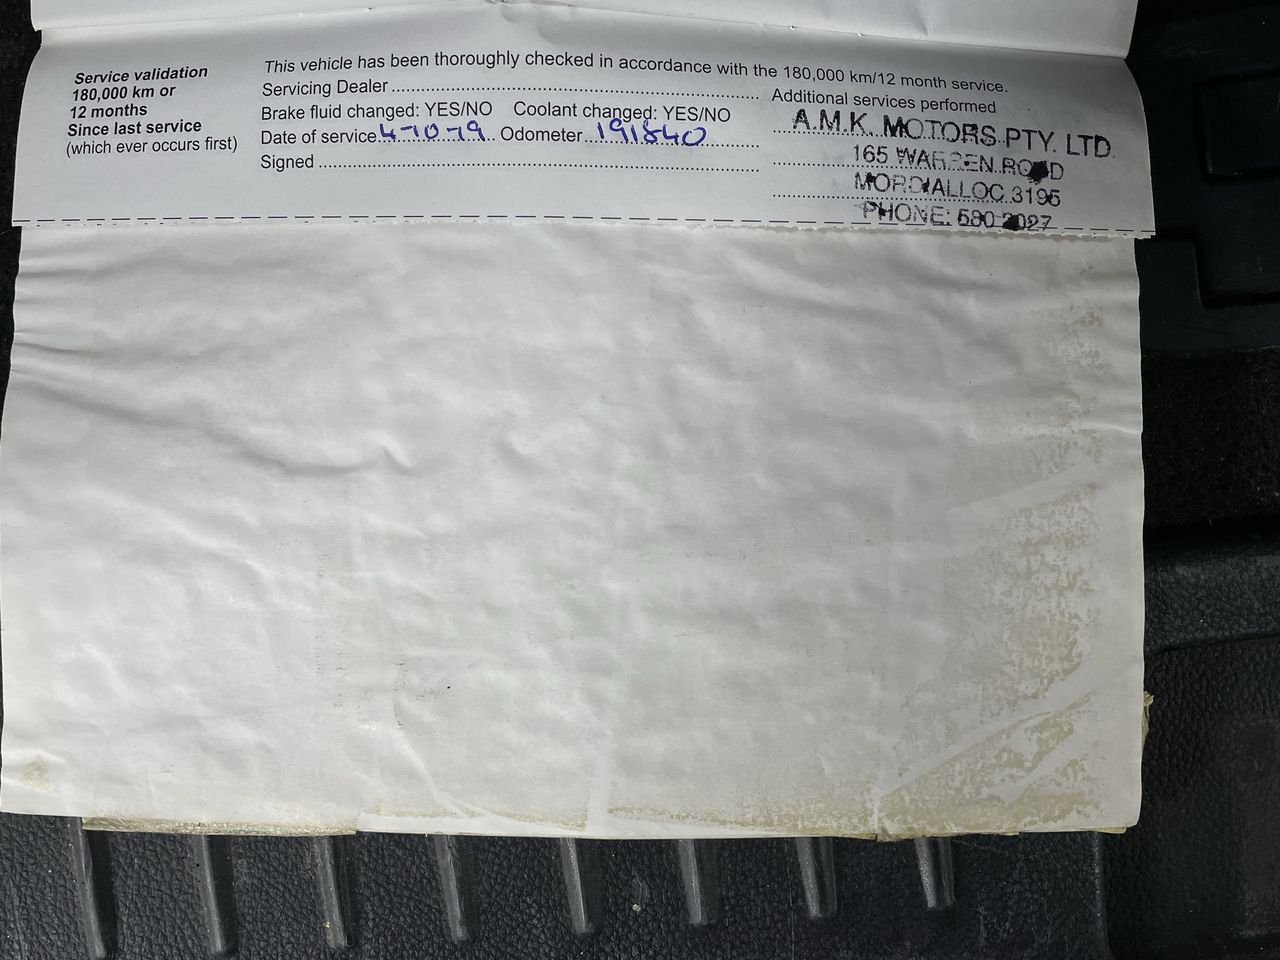 Service validation
180,000 km or
12 months
Since last service
(which ever occurs first)
This vehicle has been thoroughly checked in accordance with the 180,000 km/12 month service.
Servicing Dealer
Brake fluid changed: YES/NO Coolant changed: YES/NO
Date of service 4-10-19 Odometer 191840
Signed
Additional services performed
A.M.K. MOTORS PTY. LTD.
165 WARREN ROAD
MORDIALLOC 3195
PHONE: 580 2027